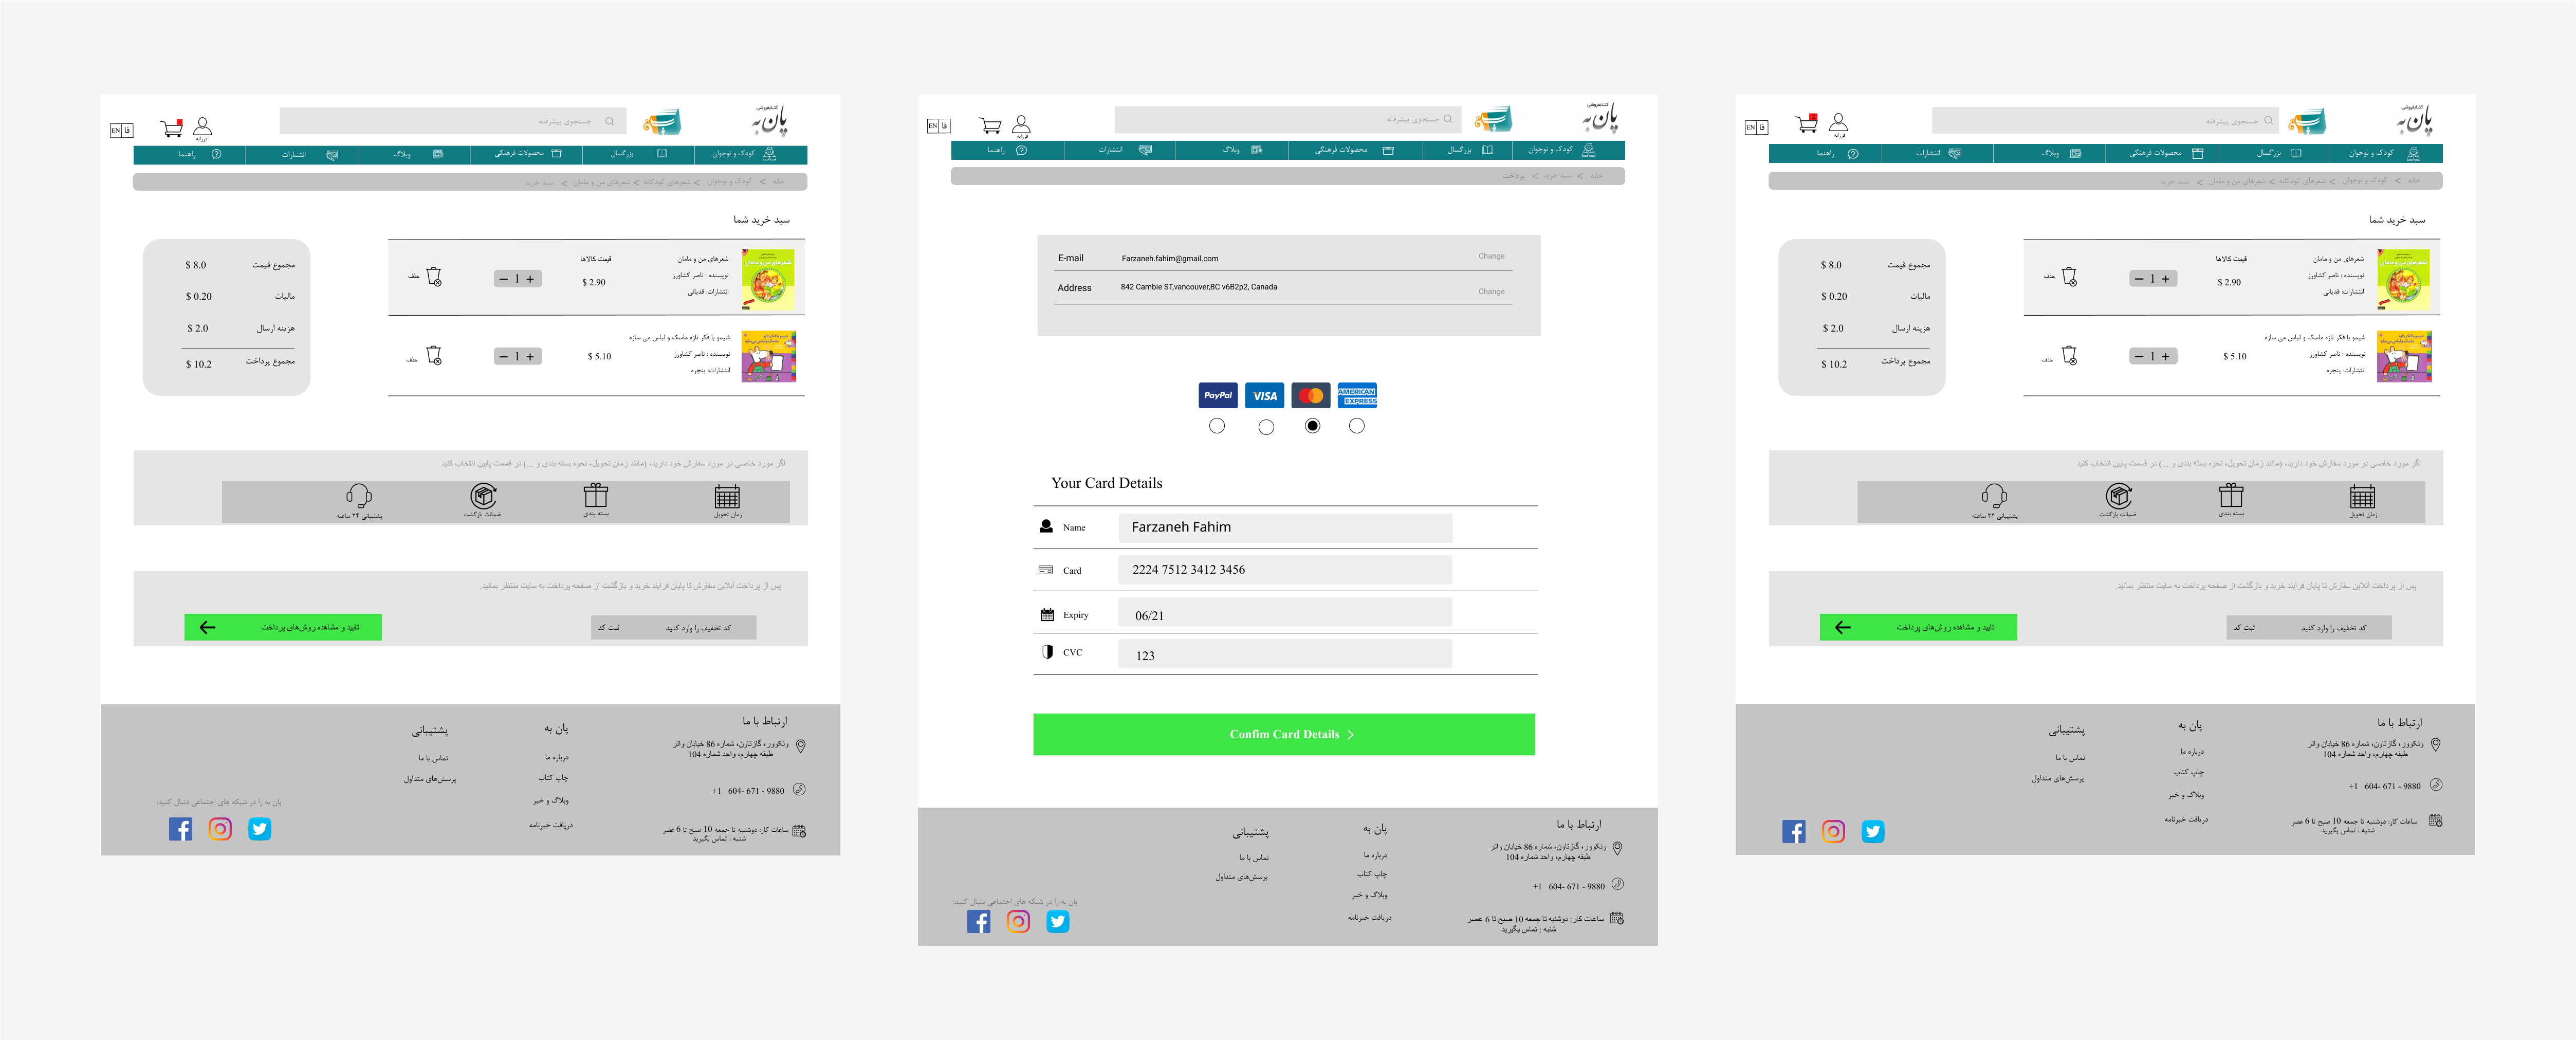 کتابفروشی
پان به
جستجوی پیشرفته
فرزانه
EN فا
کودک و نوجوان
بزرگسال
محصولات فرهنگی
وبلاگ
انتشارات
راهنما
خانه > کودک و نوجوان > شعرهای کودکانه > شعرهای من و مامان > سبد خرید
سبد خرید شما
شعرهای من و مامان
نویسنده : ناصر کشاورز
انتشارات: قدیانی
قیمت کالاها
$ 2.90
− 1 +
حذف
شیمو با فکر تازه ماسک و لباس می سازه
نویسنده : ناصر کشاورز
انتشارات: پنجره
$ 5.10
− 1 +
حذف
مجموع قیمت $ 8.0
مالیات $ 0.20
هزینه ارسال $ 2.0
مجموع پرداخت $ 10.2
اگر مورد خاصی در مورد سفارش خود دارید، (مانند زمان تحویل، نحوه بسته بندی و ...) در قسمت پایین انتخاب کنید
زمان تحویل
بسته بندی
ضمانت بازگشت
پشتیبانی ۲۴ ساعته
پس از پرداخت آنلاین سفارش تا پایان فرایند خرید و بازگشت از صفحه پرداخت به سایت منتظر بمانید.
کد تخفیف را وارد کنید ثبت کد
تایید و مشاهده روش‌های پرداخت
ارتباط با ما
ونکوور، گازتاون، شماره 86 خیابان واتر
طبقه چهارم، واحد شماره 104
+1 604- 671 - 9880
ساعات کار: دوشنبه تا جمعه 10 صبح تا 6 عصر
شنبه : تماس بگیرید
پان به
درباره ما
چاپ کتاب
وبلاگ و خبر
دریافت خبرنامه
پشتیبانی
تماس با ما
پرسش‌های متداول
پان به را در شبکه های اجتماعی دنبال کنید:
کتابفروشی
پان به
جستجوی پیشرفته
فرزانه
EN فا
کودک و نوجوان
بزرگسال
محصولات فرهنگی
وبلاگ
انتشارات
راهنما
خانه > سبد خرید > پرداخت
E-mail Farzaneh.fahim@gmail.com Change
Address 842 Cambie ST,vancouver,BC v6B2p2, Canada Change
PayPal
VISA
AMERICAN
EXPRESS
Your Card Details
Name Farzaneh Fahim
Card 2224 7512 3412 3456
Expiry 06/21
CVC 123
Confim Card Details >
ارتباط با ما
ونکوور، گازتاون، شماره 86 خیابان واتر
طبقه چهارم، واحد شماره 104
+1 604- 671 - 9880
ساعات کار: دوشنبه تا جمعه 10 صبح تا 6 عصر
شنبه : تماس بگیرید
پان به
درباره ما
چاپ کتاب
وبلاگ و خبر
دریافت خبرنامه
پشتیبانی
تماس با ما
پرسش‌های متداول
پان به را در شبکه های اجتماعی دنبال کنید:
کتابفروشی
پان به
جستجوی پیشرفته
فرزانه
EN فا
کودک و نوجوان
بزرگسال
محصولات فرهنگی
وبلاگ
انتشارات
راهنما
خانه > کودک و نوجوان > شعرهای کودکانه > شعرهای من و مامان > سبد خرید
سبد خرید شما
شعرهای من و مامان
نویسنده : ناصر کشاورز
انتشارات: قدیانی
قیمت کالاها
$ 2.90
− 1 +
حذف
شیمو با فکر تازه ماسک و لباس می سازه
نویسنده : ناصر کشاورز
انتشارات: پنجره
$ 5.10
− 1 +
حذف
مجموع قیمت $ 8.0
مالیات $ 0.20
هزینه ارسال $ 2.0
مجموع پرداخت $ 10.2
اگر مورد خاصی در مورد سفارش خود دارید، (مانند زمان تحویل، نحوه بسته بندی و ...) در قسمت پایین انتخاب کنید
زمان تحویل
بسته بندی
ضمانت بازگشت
پشتیبانی ۲۴ ساعته
پس از پرداخت آنلاین سفارش تا پایان فرایند خرید و بازگشت از صفحه پرداخت به سایت منتظر بمانید.
کد تخفیف را وارد کنید ثبت کد
تایید و مشاهده روش‌های پرداخت
ارتباط با ما
ونکوور، گازتاون، شماره 86 خیابان واتر
طبقه چهارم، واحد شماره 104
+1 604- 671 - 9880
ساعات کار: دوشنبه تا جمعه 10 صبح تا 6 عصر
شنبه : تماس بگیرید
پان به
درباره ما
چاپ کتاب
وبلاگ و خبر
دریافت خبرنامه
پشتیبانی
تماس با ما
پرسش‌های متداول